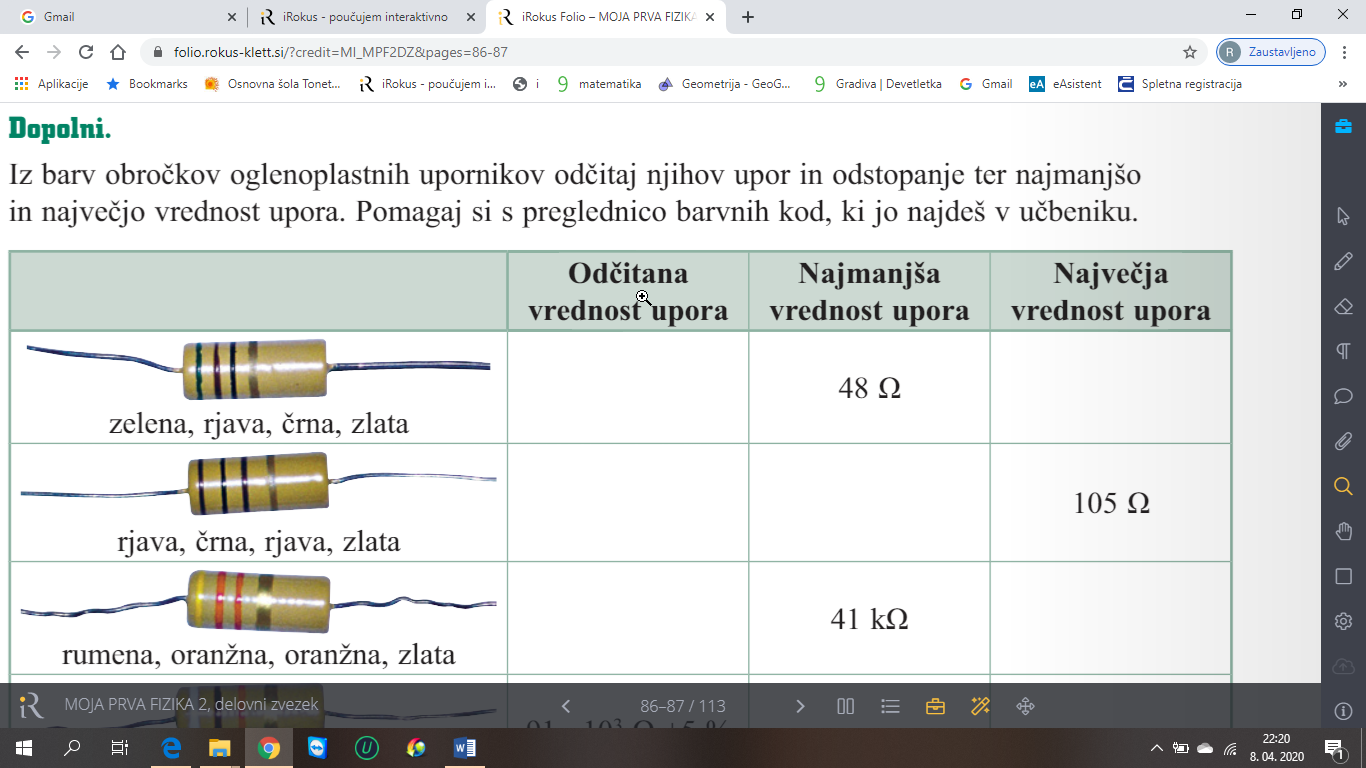 Gmail
iRokus - poučujem interaktivno
iRokus Folio – MOJA PRVA FIZIKA
folio.rokus-klett.si/?credit=MI_MPF2DZ&pages=86-87
R Zaustavljeno
Aplikacije
Bookmarks
Osnovna šola Tonet...
iRokus - poučujem i...
i
matematika
Geometrija - GeoG...
Gradiva | Devetletka
Gmail
eA eAsistent
Spletna registracija
»
Dopolni.
Iz barv obročkov oglenoplastnih upornikov odčitaj njihov upor in odstopanje ter najmanjšo
in največjo vrednost upora. Pomagaj si s preglednico barvnih kod, ki jo najdeš v učbeniku.
Odčitana
vrednost upora
Najmanjša
vrednost upora
Največja
vrednost upora
zelena, rjava, črna, zlata
48 Ω
rjava, črna, rjava, zlata
105 Ω
rumena, oranžna, oranžna, zlata
41 kΩ
iR MOJA PRVA FIZIKA 2, delovni zvezek
86–87 / 113
22:20
8. 04. 2020
1